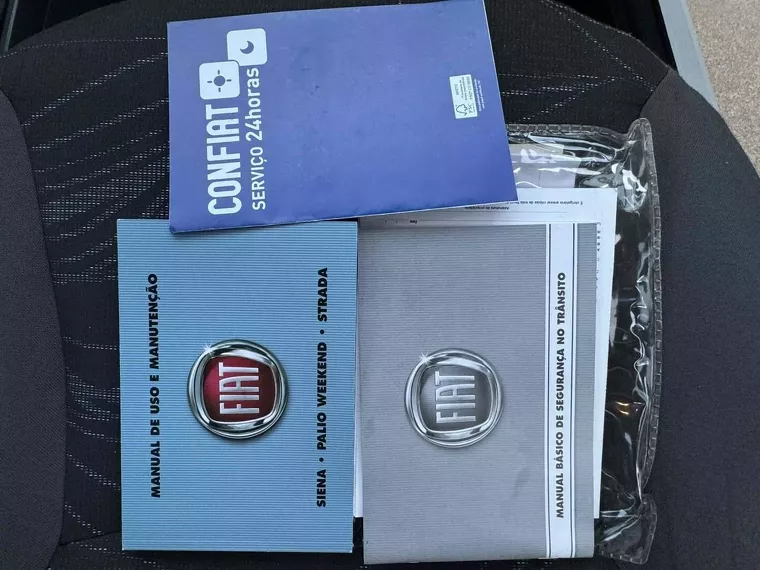 CONFIAT
SERVIÇO 24horas
MANUAL DE USO E MANUTENÇÃO
FIAT
SIENA • PALIO WEEKEND • STRADA
FIAT
MANUAL BÁSICO DE SEGURANÇA NO TRÂNSITO
FSC